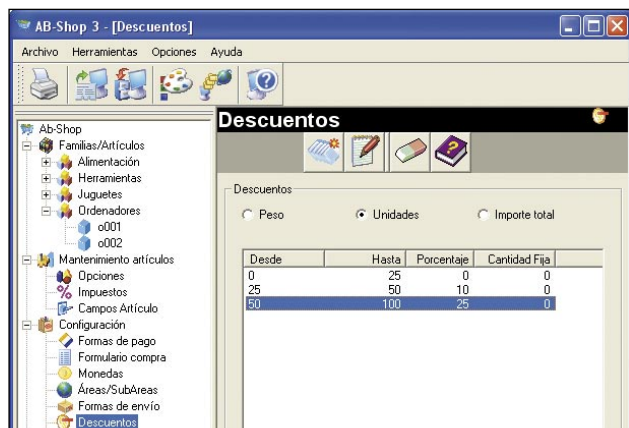 AB-Shop 3 - [Descuentos]
Archivo Herramientas Opciones Ayuda
Ab-Shop
Familias/Artículos
Alimentación
Herramientas
Juguetes
Ordenadores
o001
o002
Mantenimiento artículos
Opciones
Impuestos
Campos Artículo
Configuración
Formas de pago
Formulario compra
Monedas
Áreas/SubAreas
Formas de envío
Descuentos
Descuentos
Descuentos
Peso Unidades Importe total
Desde Hasta Porcentaje Cantidad Fija
0 25 0 0
25 50 10 0
50 100 25 0